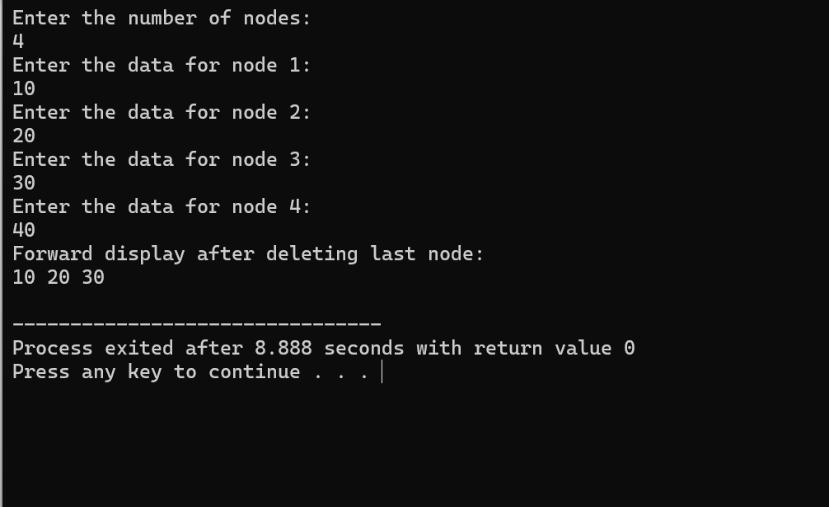 Enter the number of nodes:
4
Enter the data for node 1:
10
Enter the data for node 2:
20
Enter the data for node 3:
30
Enter the data for node 4:
40
Forward display after deleting last node:
10 20 30
--------------------------------
Process exited after 8.888 seconds with return value 0
Press any key to continue . . .